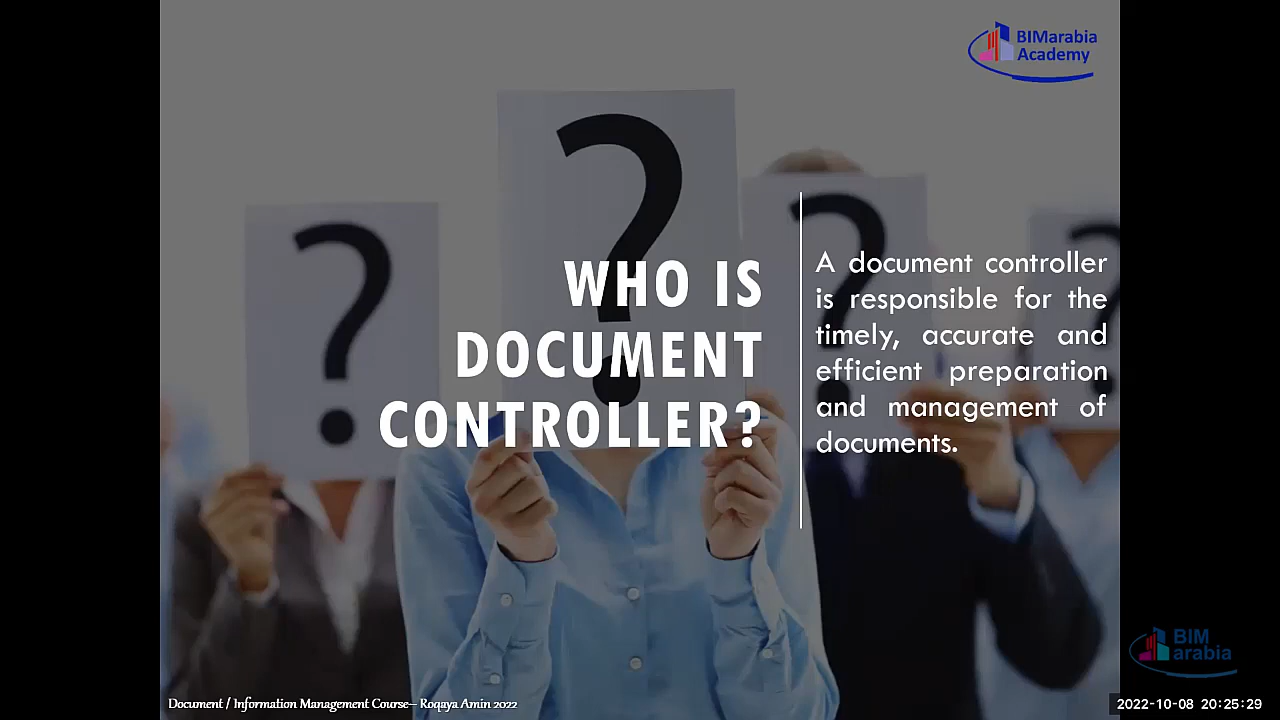 BIMarabia
Academy
?
?
?
?
WHO IS
DOCUMENT
CONTROLLER?
A document controller
is responsible for the
timely, accurate and
efficient preparation
and management of
documents.
BIM
arabia
Document / Information Management Course– Roqaya Amin 2022
2022-10-08 20:25:29